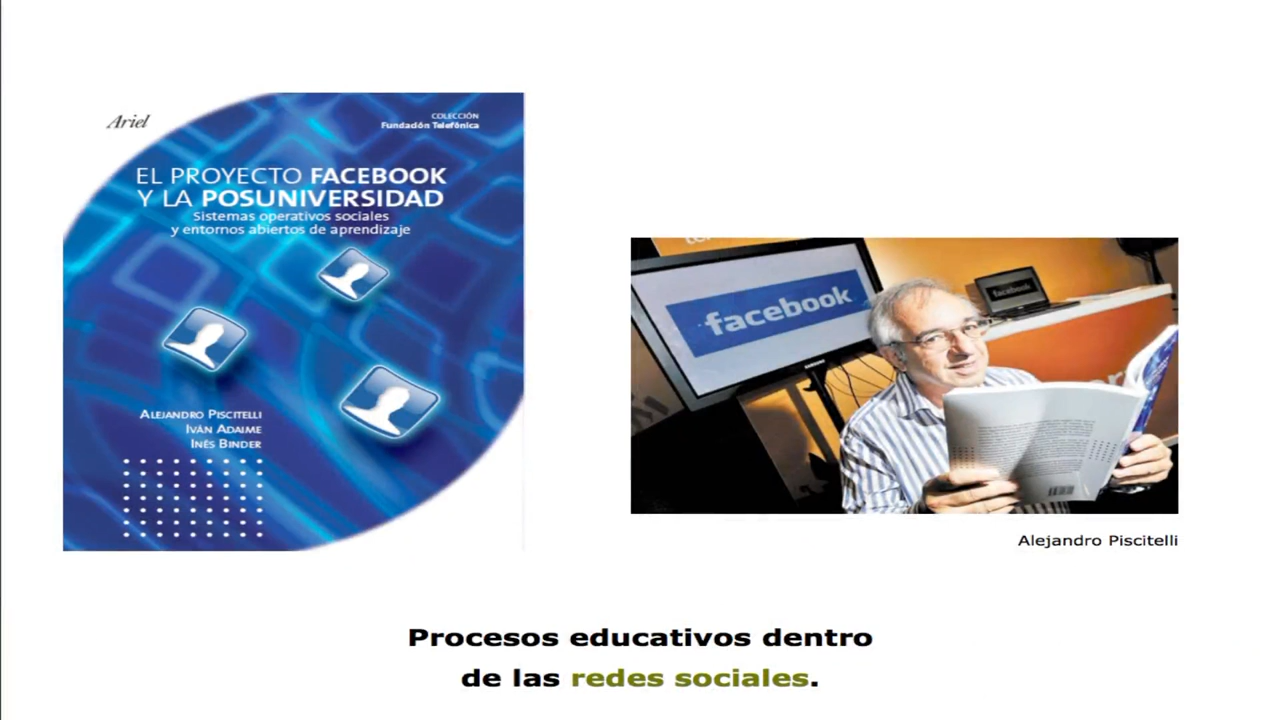 Ariel
COLECCIÓN
Fundación Telefónica
EL PROYECTO FACEBOOK
Y LA POSUNIVERSIDAD
Sistemas operativos sociales
y entornos abiertos de aprendizaje
ALEJANDRO PISCITELLI
IVÁN ADAIME
INÉS BINDER
facebook
facebook
Alejandro Piscitelli
Procesos educativos dentro
de las redes sociales.